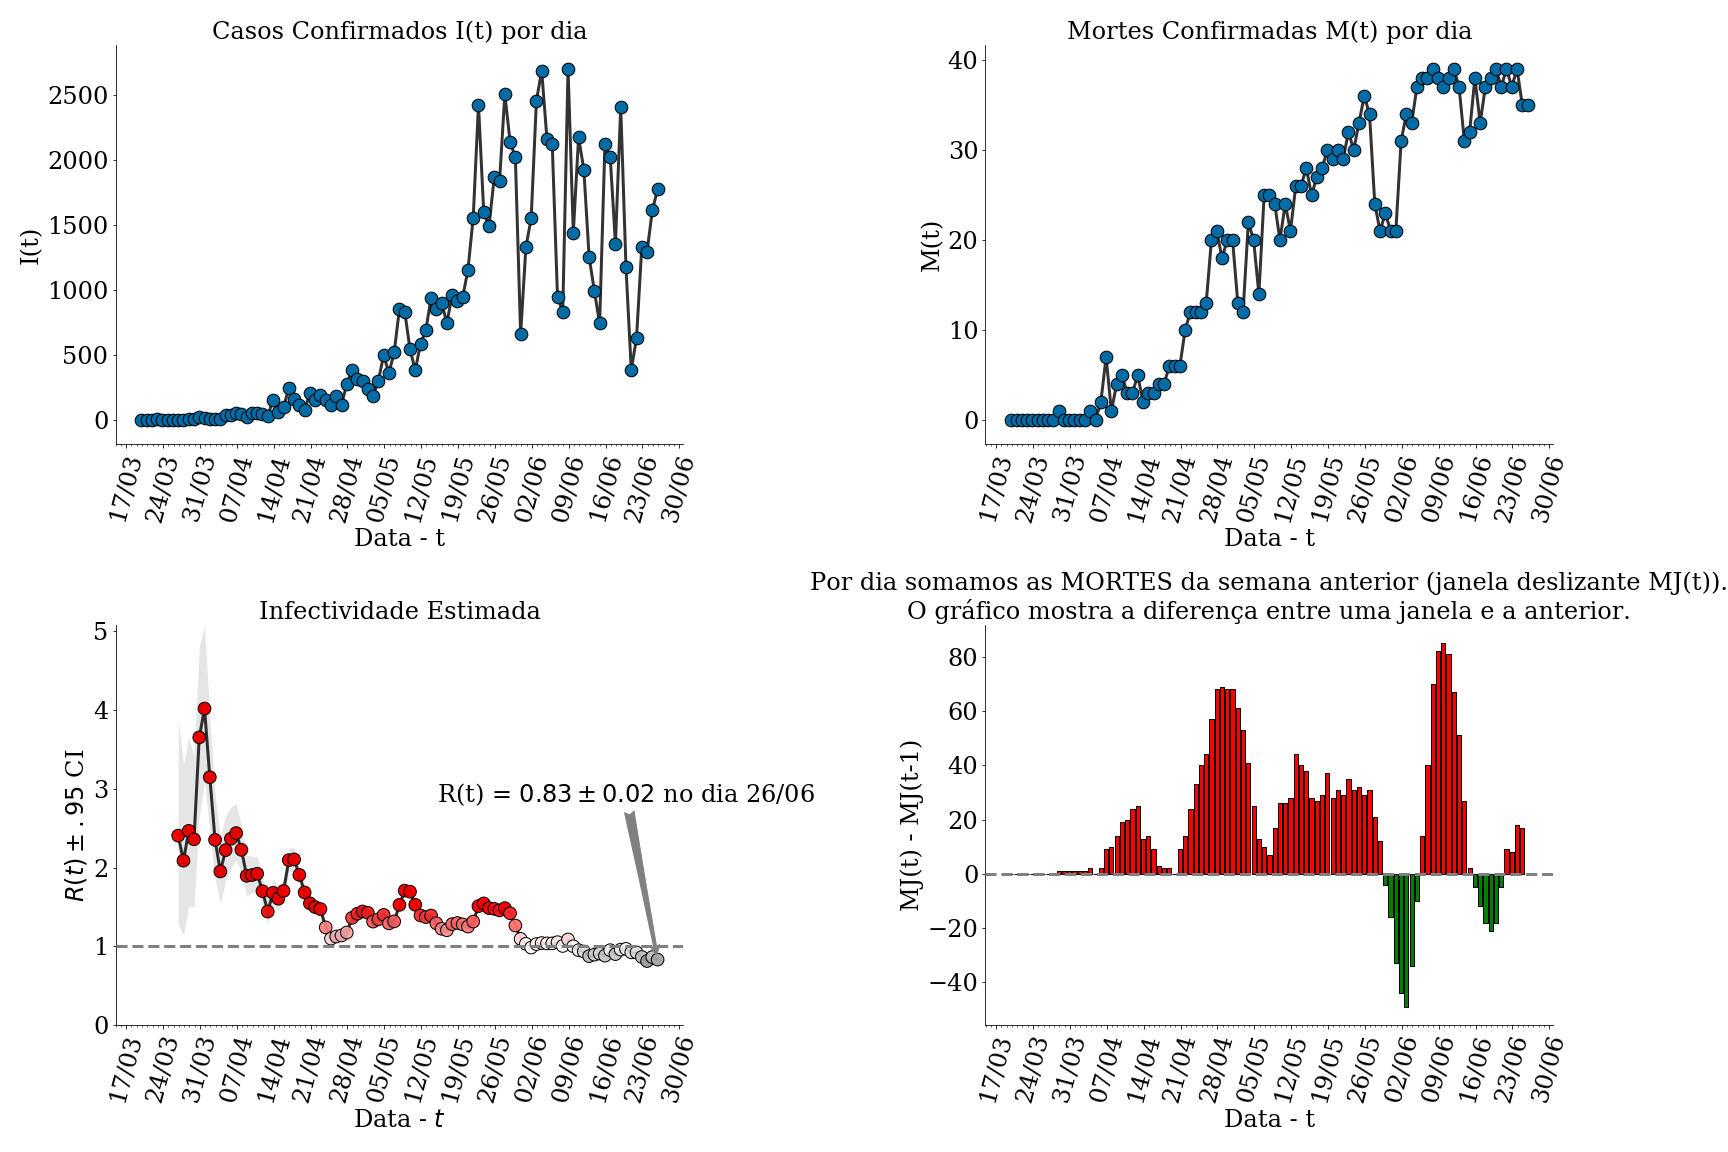 Casos Confirmados I(t) por dia
I(t)
2500
2000
1500
1000
500
0
17/03 24/03 31/03 07/04 14/04 21/04 28/04 05/05 12/05 19/05 26/05 02/06 09/06 16/06 23/06 30/06
Data - t
Mortes Confirmadas M(t) por dia
M(t)
40
30
20
10
0
17/03 24/03 31/03 07/04 14/04 21/04 28/04 05/05 12/05 19/05 26/05 02/06 09/06 16/06 23/06 30/06
Data - t
Infectividade Estimada
R(t) ± .95 CI
5
4
3
2
1
0
R(t) = 0.83 ± 0.02 no dia 26/06
17/03 24/03 31/03 07/04 14/04 21/04 28/04 05/05 12/05 19/05 26/05 02/06 09/06 16/06 23/06 30/06
Data - t
Por dia somamos as MORTES da semana anterior (janela deslizante MJ(t)).
O gráfico mostra a diferença entre uma janela e a anterior.
MJ(t) - MJ(t-1)
80
60
40
20
0
−20
−40
17/03 24/03 31/03 07/04 14/04 21/04 28/04 05/05 12/05 19/05 26/05 02/06 09/06 16/06 23/06 30/06
Data - t